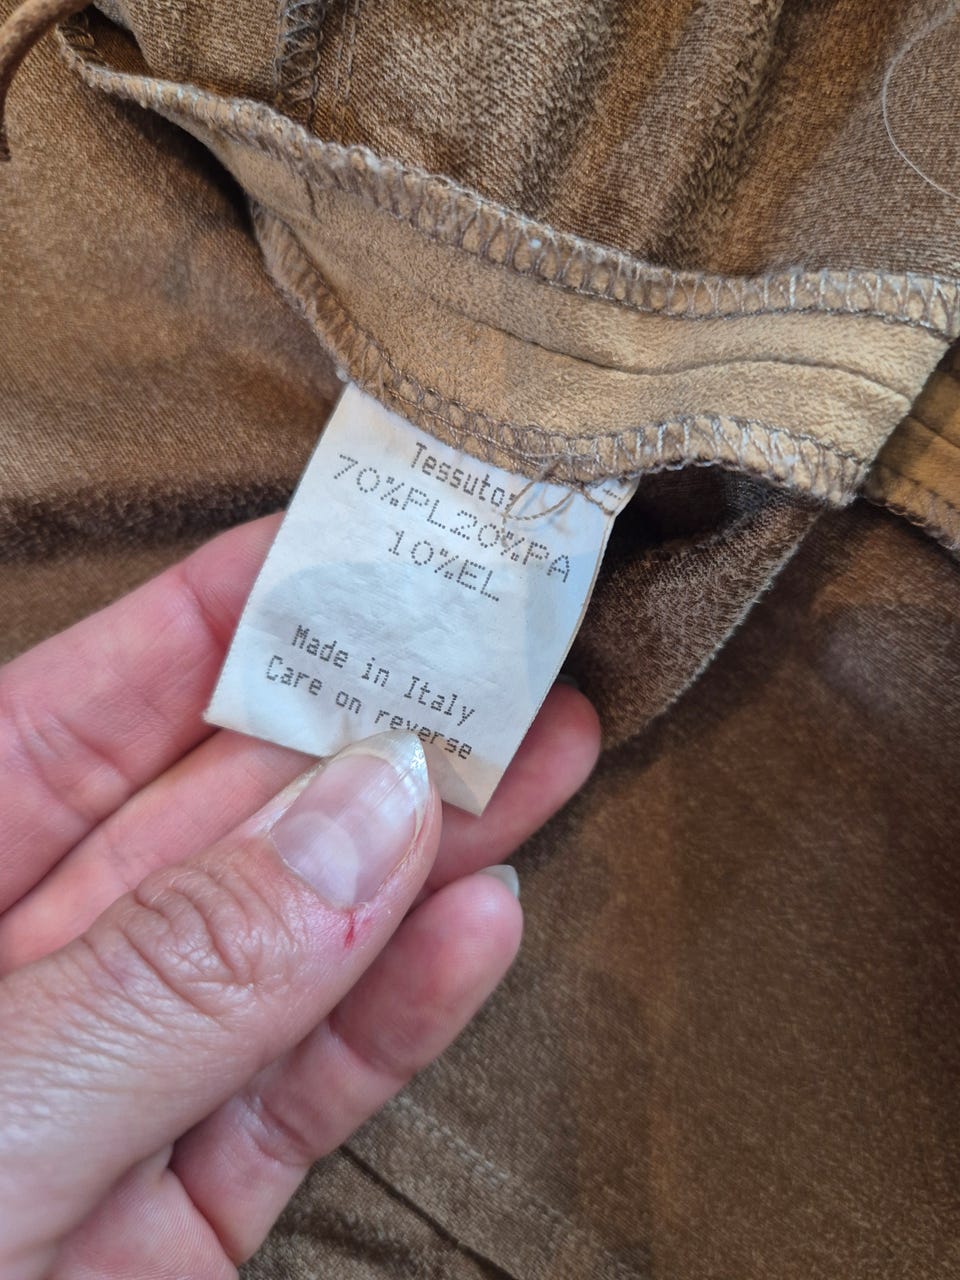 Tessuto:
70%PL20%PA
10%EL
Made in Italy
Care on reverse